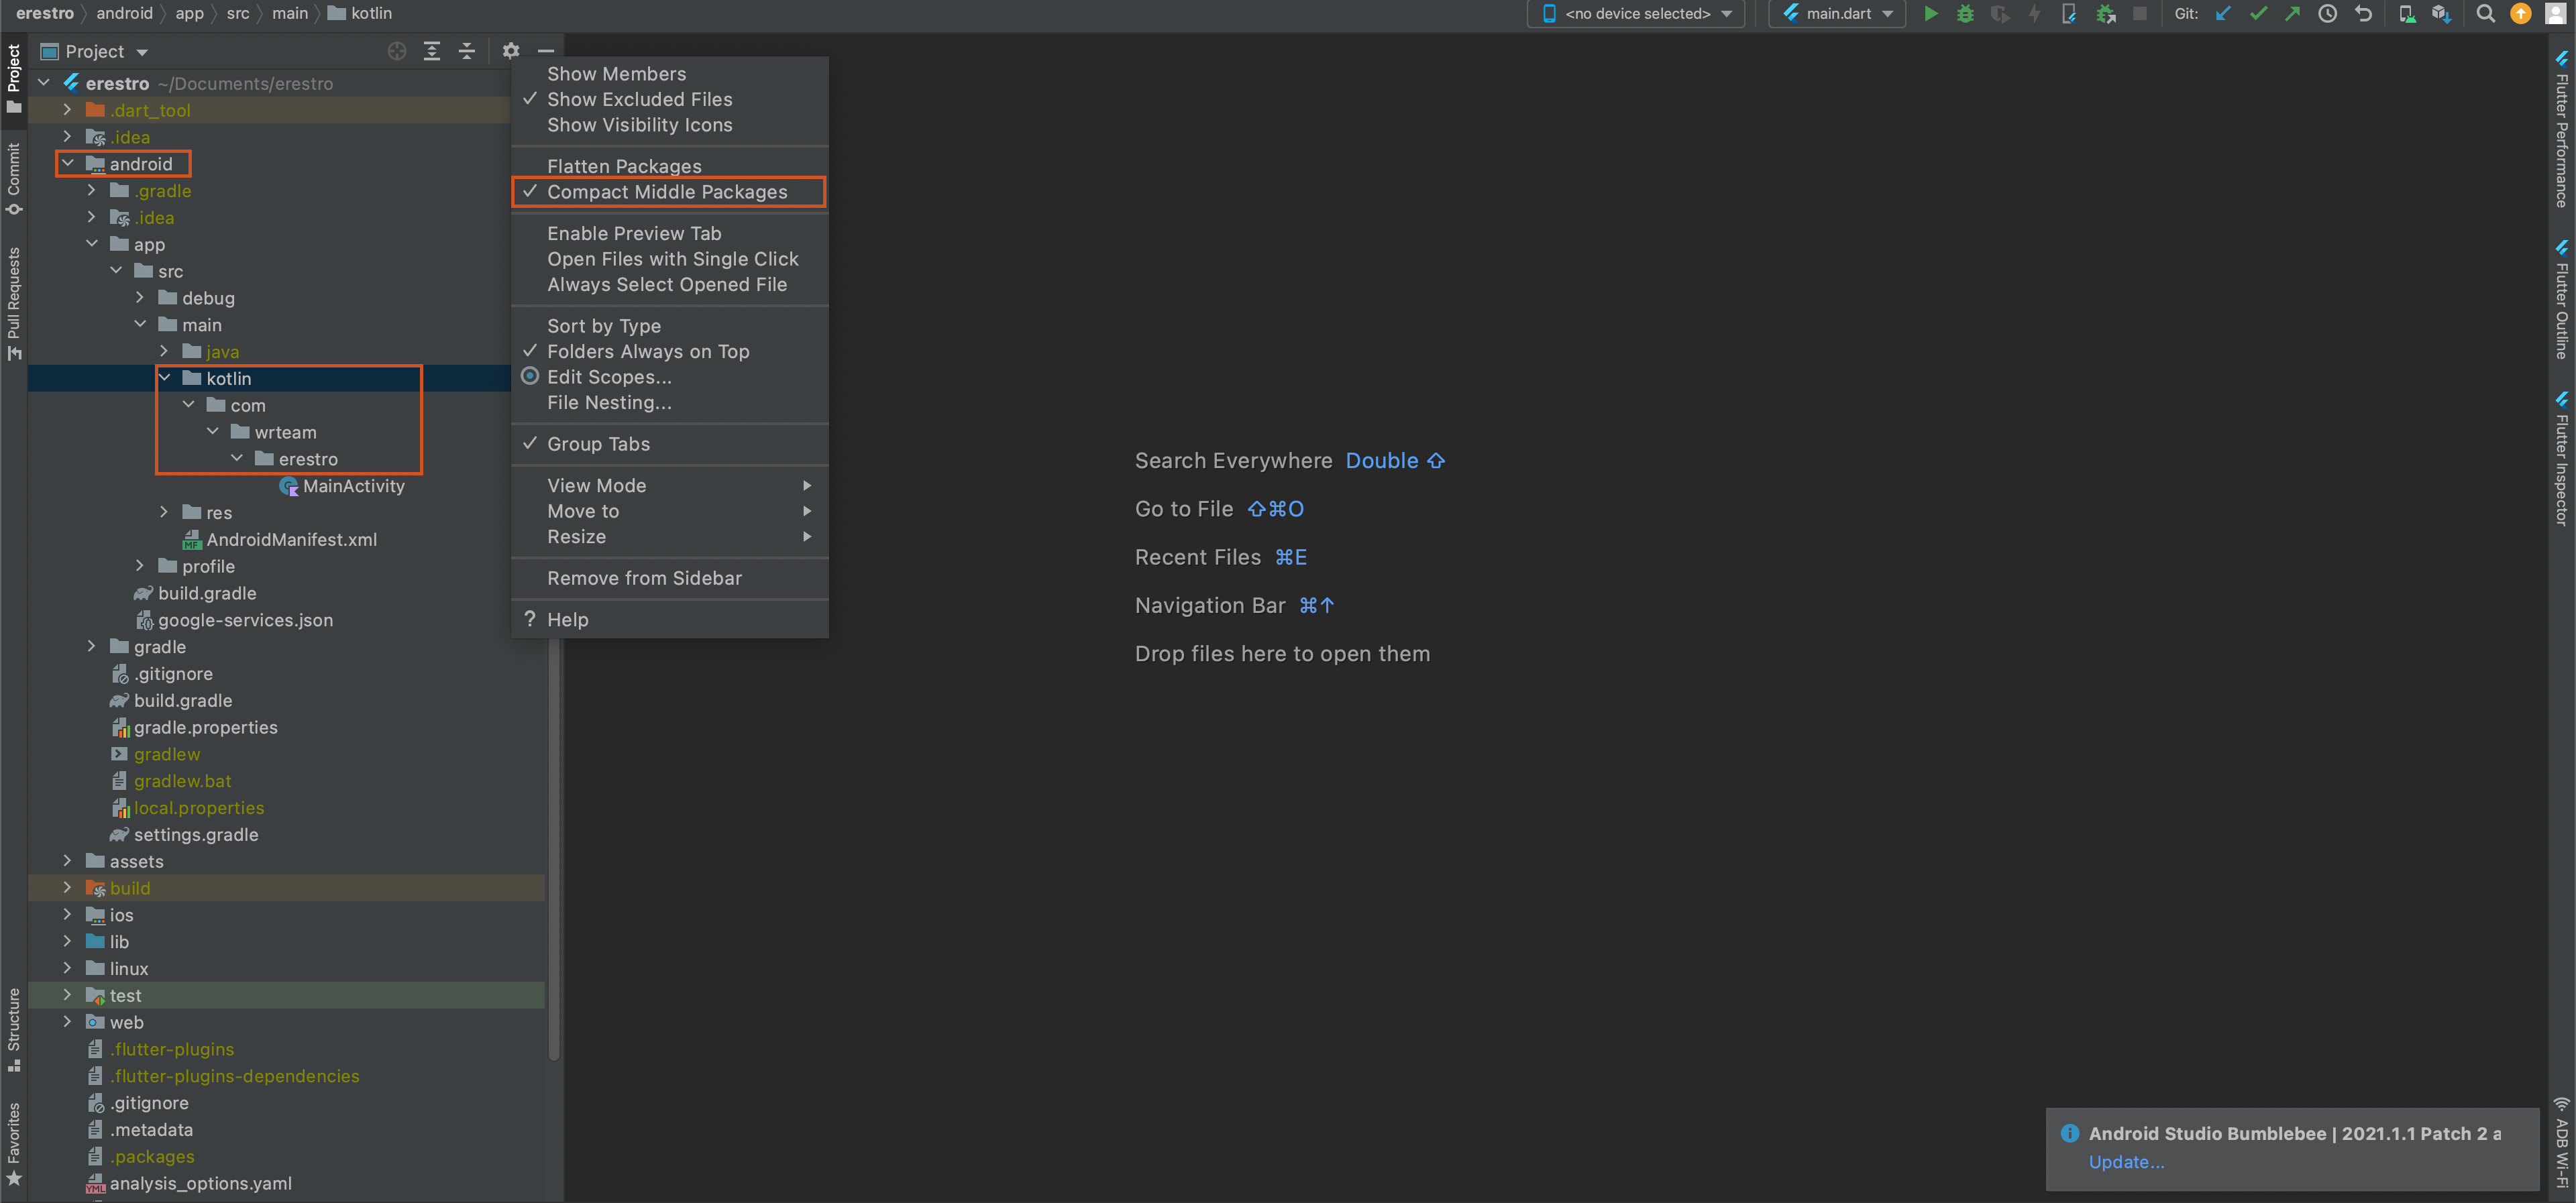 erestro
android
app
src
main
kotlin
<no device selected>
main.dart
Git:
Project
Project
Commit
Pull Requests
Structure
Favorites
erestro ~/Documents/erestro
.dart_tool
.idea
android
.gradle
.idea
app
src
debug
main
java
kotlin
com
wrteam
erestro
MainActivity
res
AndroidManifest.xml
profile
build.gradle
google-services.json
gradle
.gitignore
build.gradle
gradle.properties
gradlew
gradlew.bat
local.properties
settings.gradle
assets
build
ios
lib
linux
test
web
.flutter-plugins
.flutter-plugins-dependencies
.gitignore
.metadata
.packages
analysis_options.yaml
Show Members
✓ Show Excluded Files
Show Visibility Icons
Flatten Packages
✓ Compact Middle Packages
Enable Preview Tab
Open Files with Single Click
Always Select Opened File
Sort by Type
✓ Folders Always on Top
Edit Scopes...
File Nesting...
✓ Group Tabs
View Mode
Move to
Resize
Remove from Sidebar
? Help
Search Everywhere Double ⇧
Go to File ⇧⌘O
Recent Files ⌘E
Navigation Bar ⌘↑
Drop files here to open them
Flutter Performance
Flutter Outline
Flutter Inspector
ADB Wi-Fi
Android Studio Bumblebee | 2021.1.1 Patch 2 a
Update...